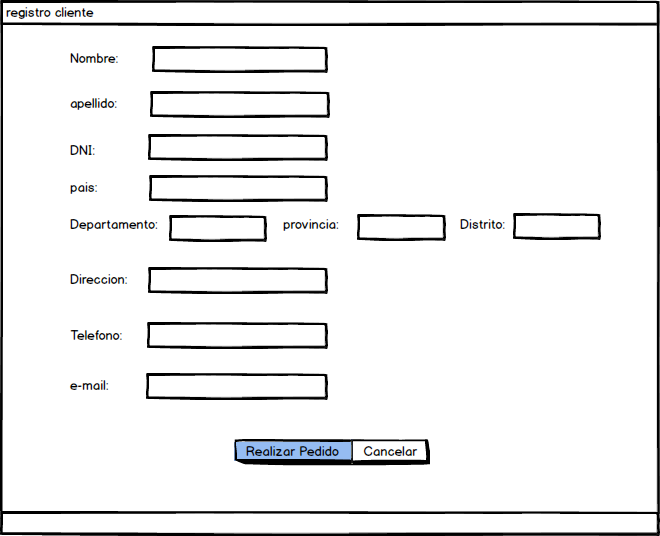 registro cliente
Nombre:
apellido:
DNI:
pais:
Departamento: provincia: Distrito:
Direccion:
Telefono:
e-mail:
Realizar Pedido Cancelar